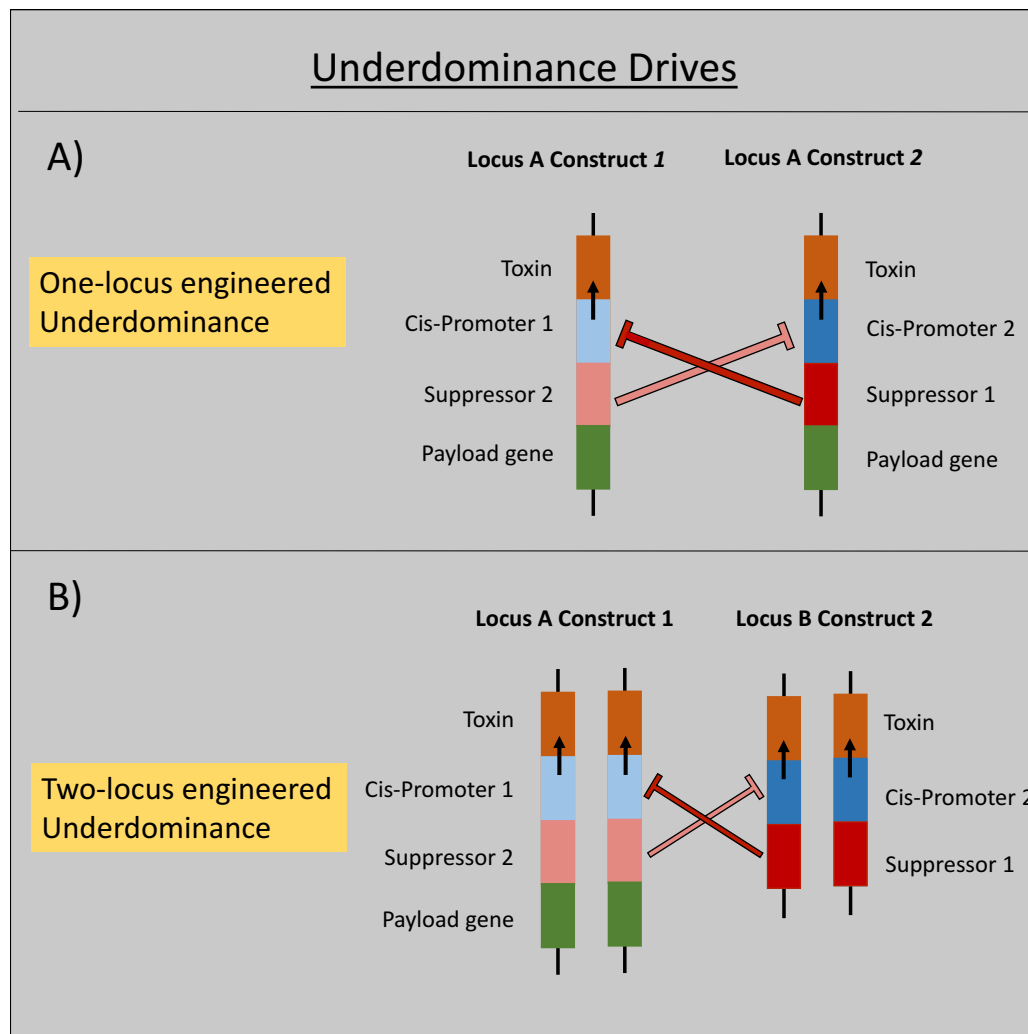 Underdominance Drives
A)
Locus A Construct 1
Locus A Construct 2
One-locus engineered
Underdominance
Toxin
Cis-Promoter 1
Suppressor 2
Payload gene
Toxin
Cis-Promoter 2
Suppressor 1
Payload gene
B)
Locus A Construct 1
Locus B Construct 2
Two-locus engineered
Underdominance
Toxin
Cis-Promoter 1
Suppressor 2
Payload gene
Toxin
Cis-Promoter 2
Suppressor 1